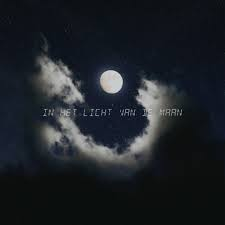 IN HET LICHT VAN DE MAAN